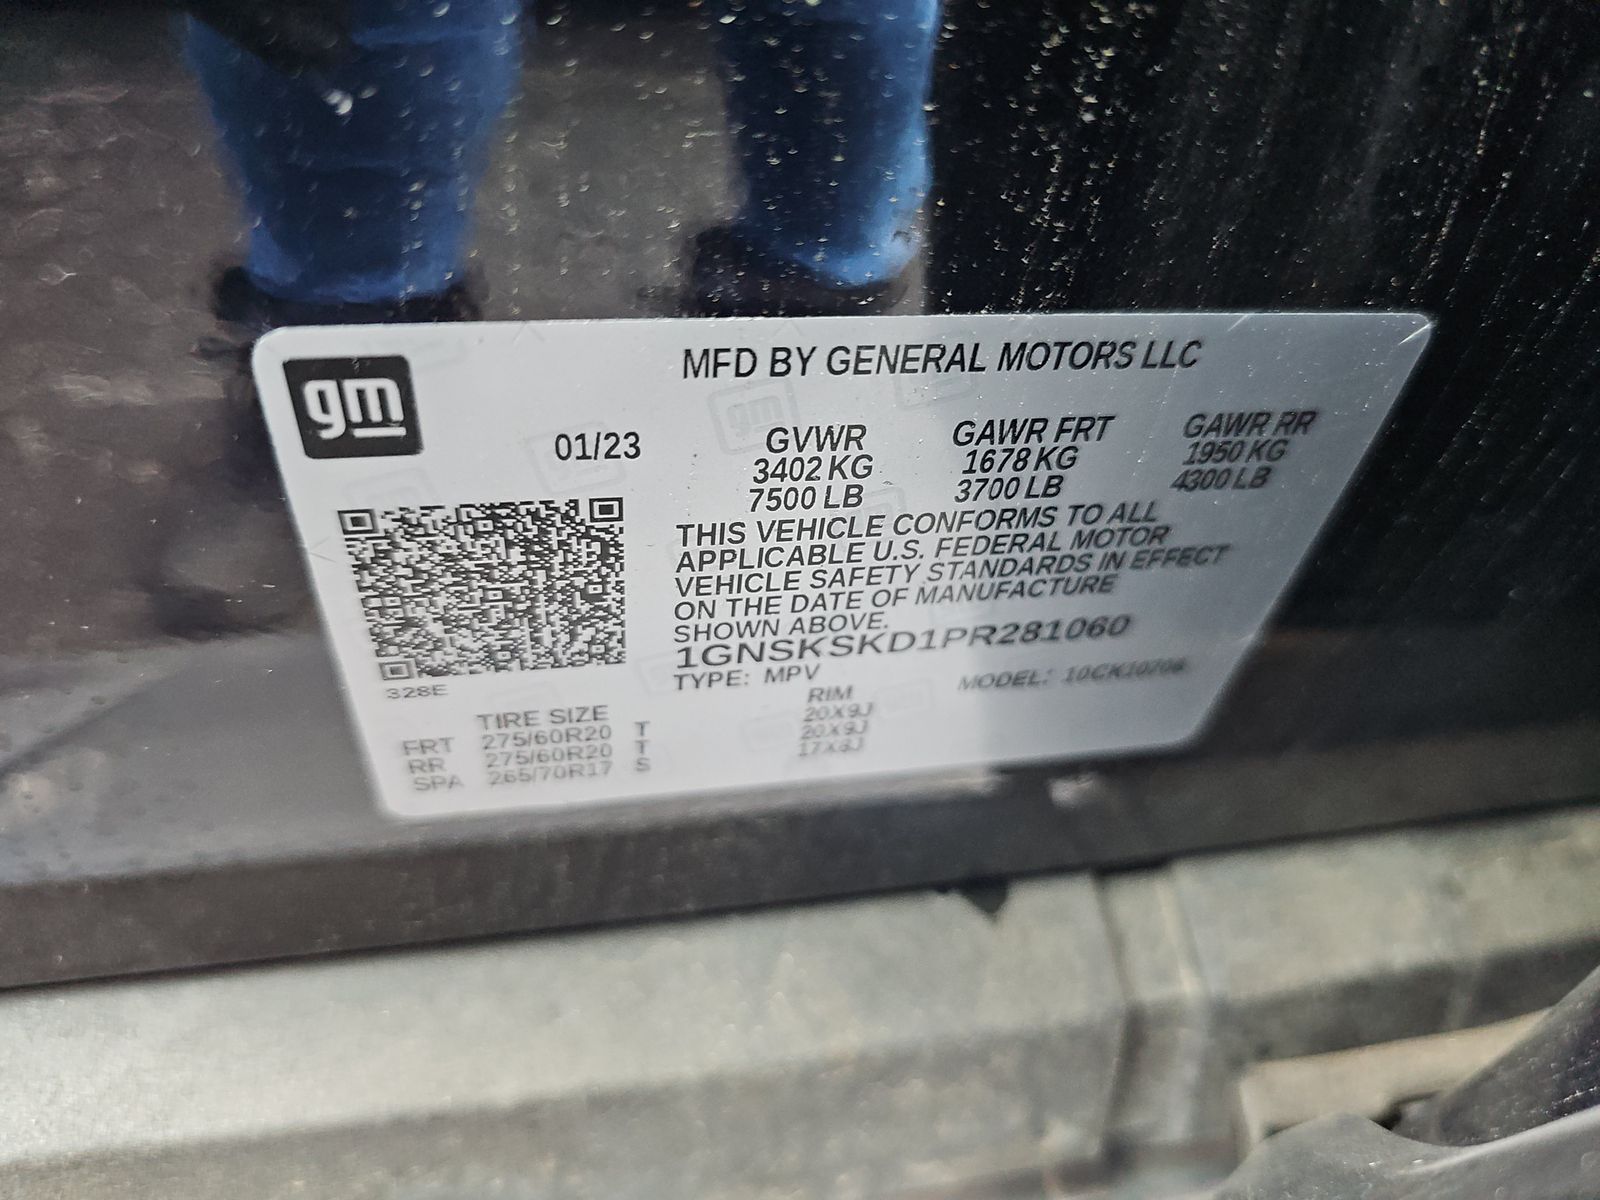 gm
MFD BY GENERAL MOTORS LLC
01/23
GVWR GAWR FRT GAWR RR
3402 KG 1678 KG 1950 KG
7500 LB 3700 LB 4300 LB
THIS VEHICLE CONFORMS TO ALL
APPLICABLE U.S. FEDERAL MOTOR
VEHICLE SAFETY STANDARDS IN EFFECT
ON THE DATE OF MANUFACTURE
SHOWN ABOVE.
1GNSKSKD1PR281060
TYPE: MPV MODEL: 10CK10706
328E
TIRE SIZE RIM
FRT 275/60R20 T 20X9J
RR 275/60R20 T 20X9J
SPA 265/70R17 S 17X8J